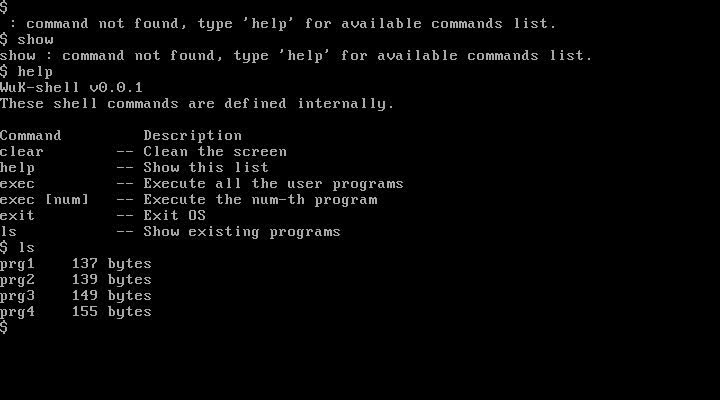 $
 : command not found, type 'help' for available commands list.
$ show
show : command not found, type 'help' for available commands list.
$ help
WuK-shell v0.0.1
These shell commands are defined internally.

Command         Description
clear        -- Clean the screen
help         -- Show this list
exec         -- Execute all the user programs
exec [num]   -- Execute the num-th program
exit         -- Exit OS
ls           -- Show existing programs
$ ls
prg1    137 bytes
prg2    139 bytes
prg3    149 bytes
prg4    155 bytes
$